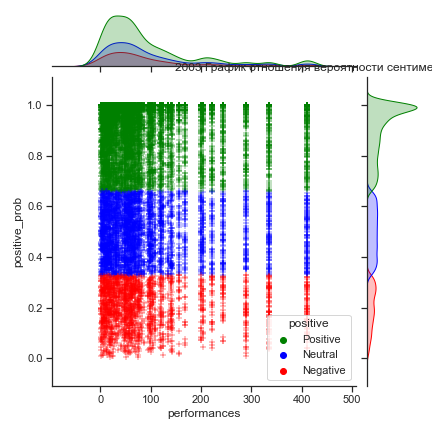 2003 График отношения вероятности сентиме
1.0
0.8
0.6
0.4
0.2
0.0
positive_prob
positive
Positive
Neutral
Negative
0 100 200 300 400 500
performances